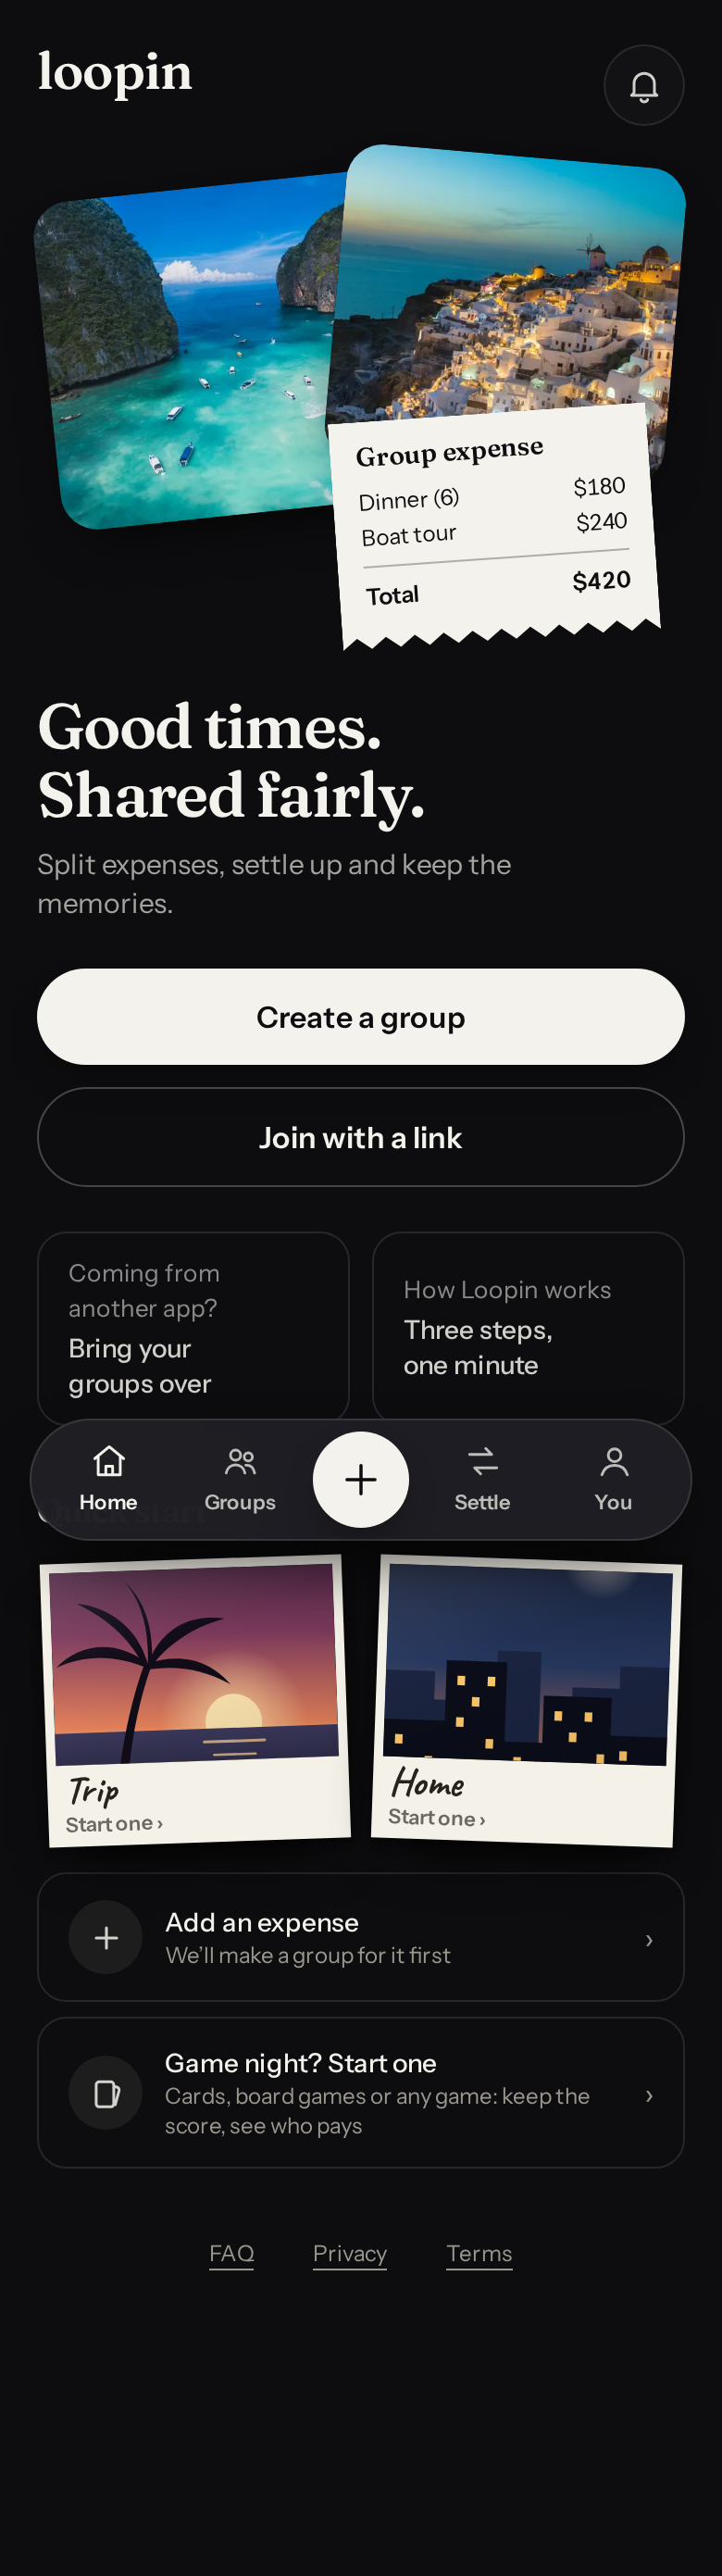 loopin
Group expense
Dinner (6) $180
Boat tour $240
Total $420
Good times.
Shared fairly.
Split expenses, settle up and keep the
memories.
Create a group
Join with a link
Coming from
another app?
Bring your
groups over
How Loopin works
Three steps,
one minute
Home
Groups
Settle
You
Quick start
Trip
Start one ›
Home
Start one ›
Add an expense
We’ll make a group for it first
›
Game night? Start one
Cards, board games or any game: keep the
score, see who pays
›
FAQ
Privacy
Terms